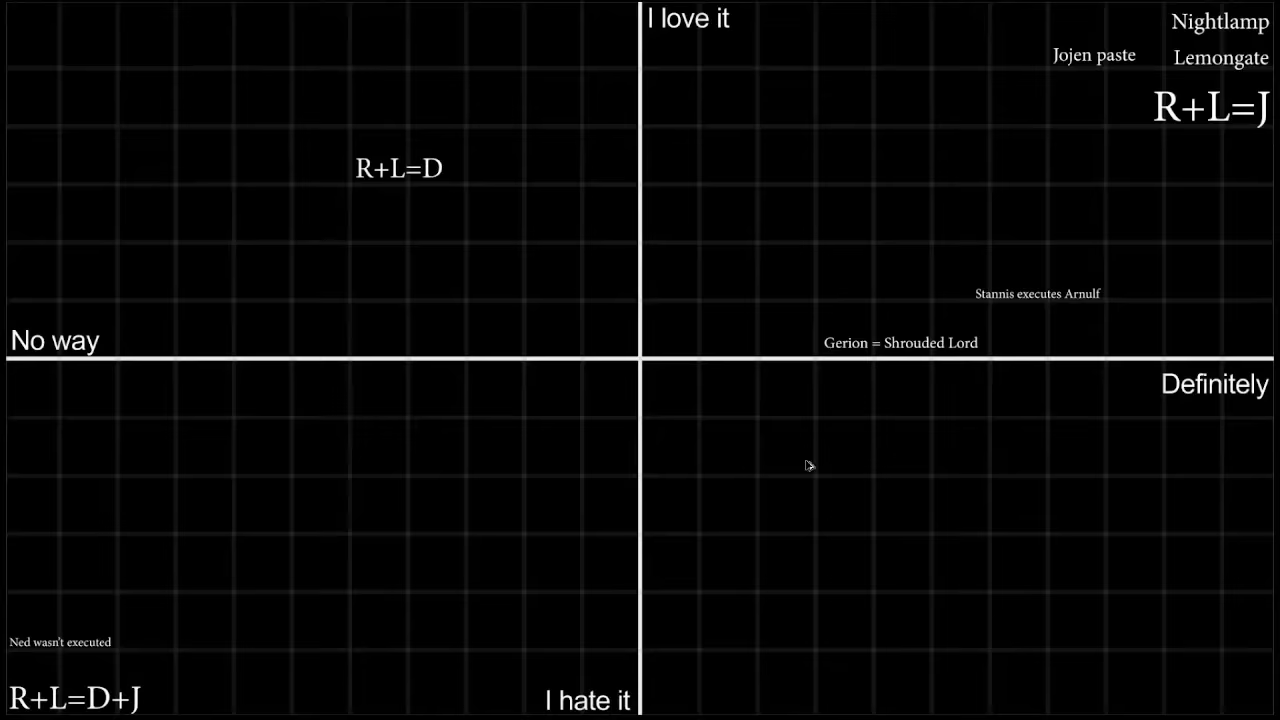 I love it
Nightlamp
Jojen paste
Lemongate
R+L=J
R+L=D
Stannis executes Arnulf
No way
Gerion = Shrouded Lord
Definitely
Ned wasn't executed
R+L=D+J
I hate it